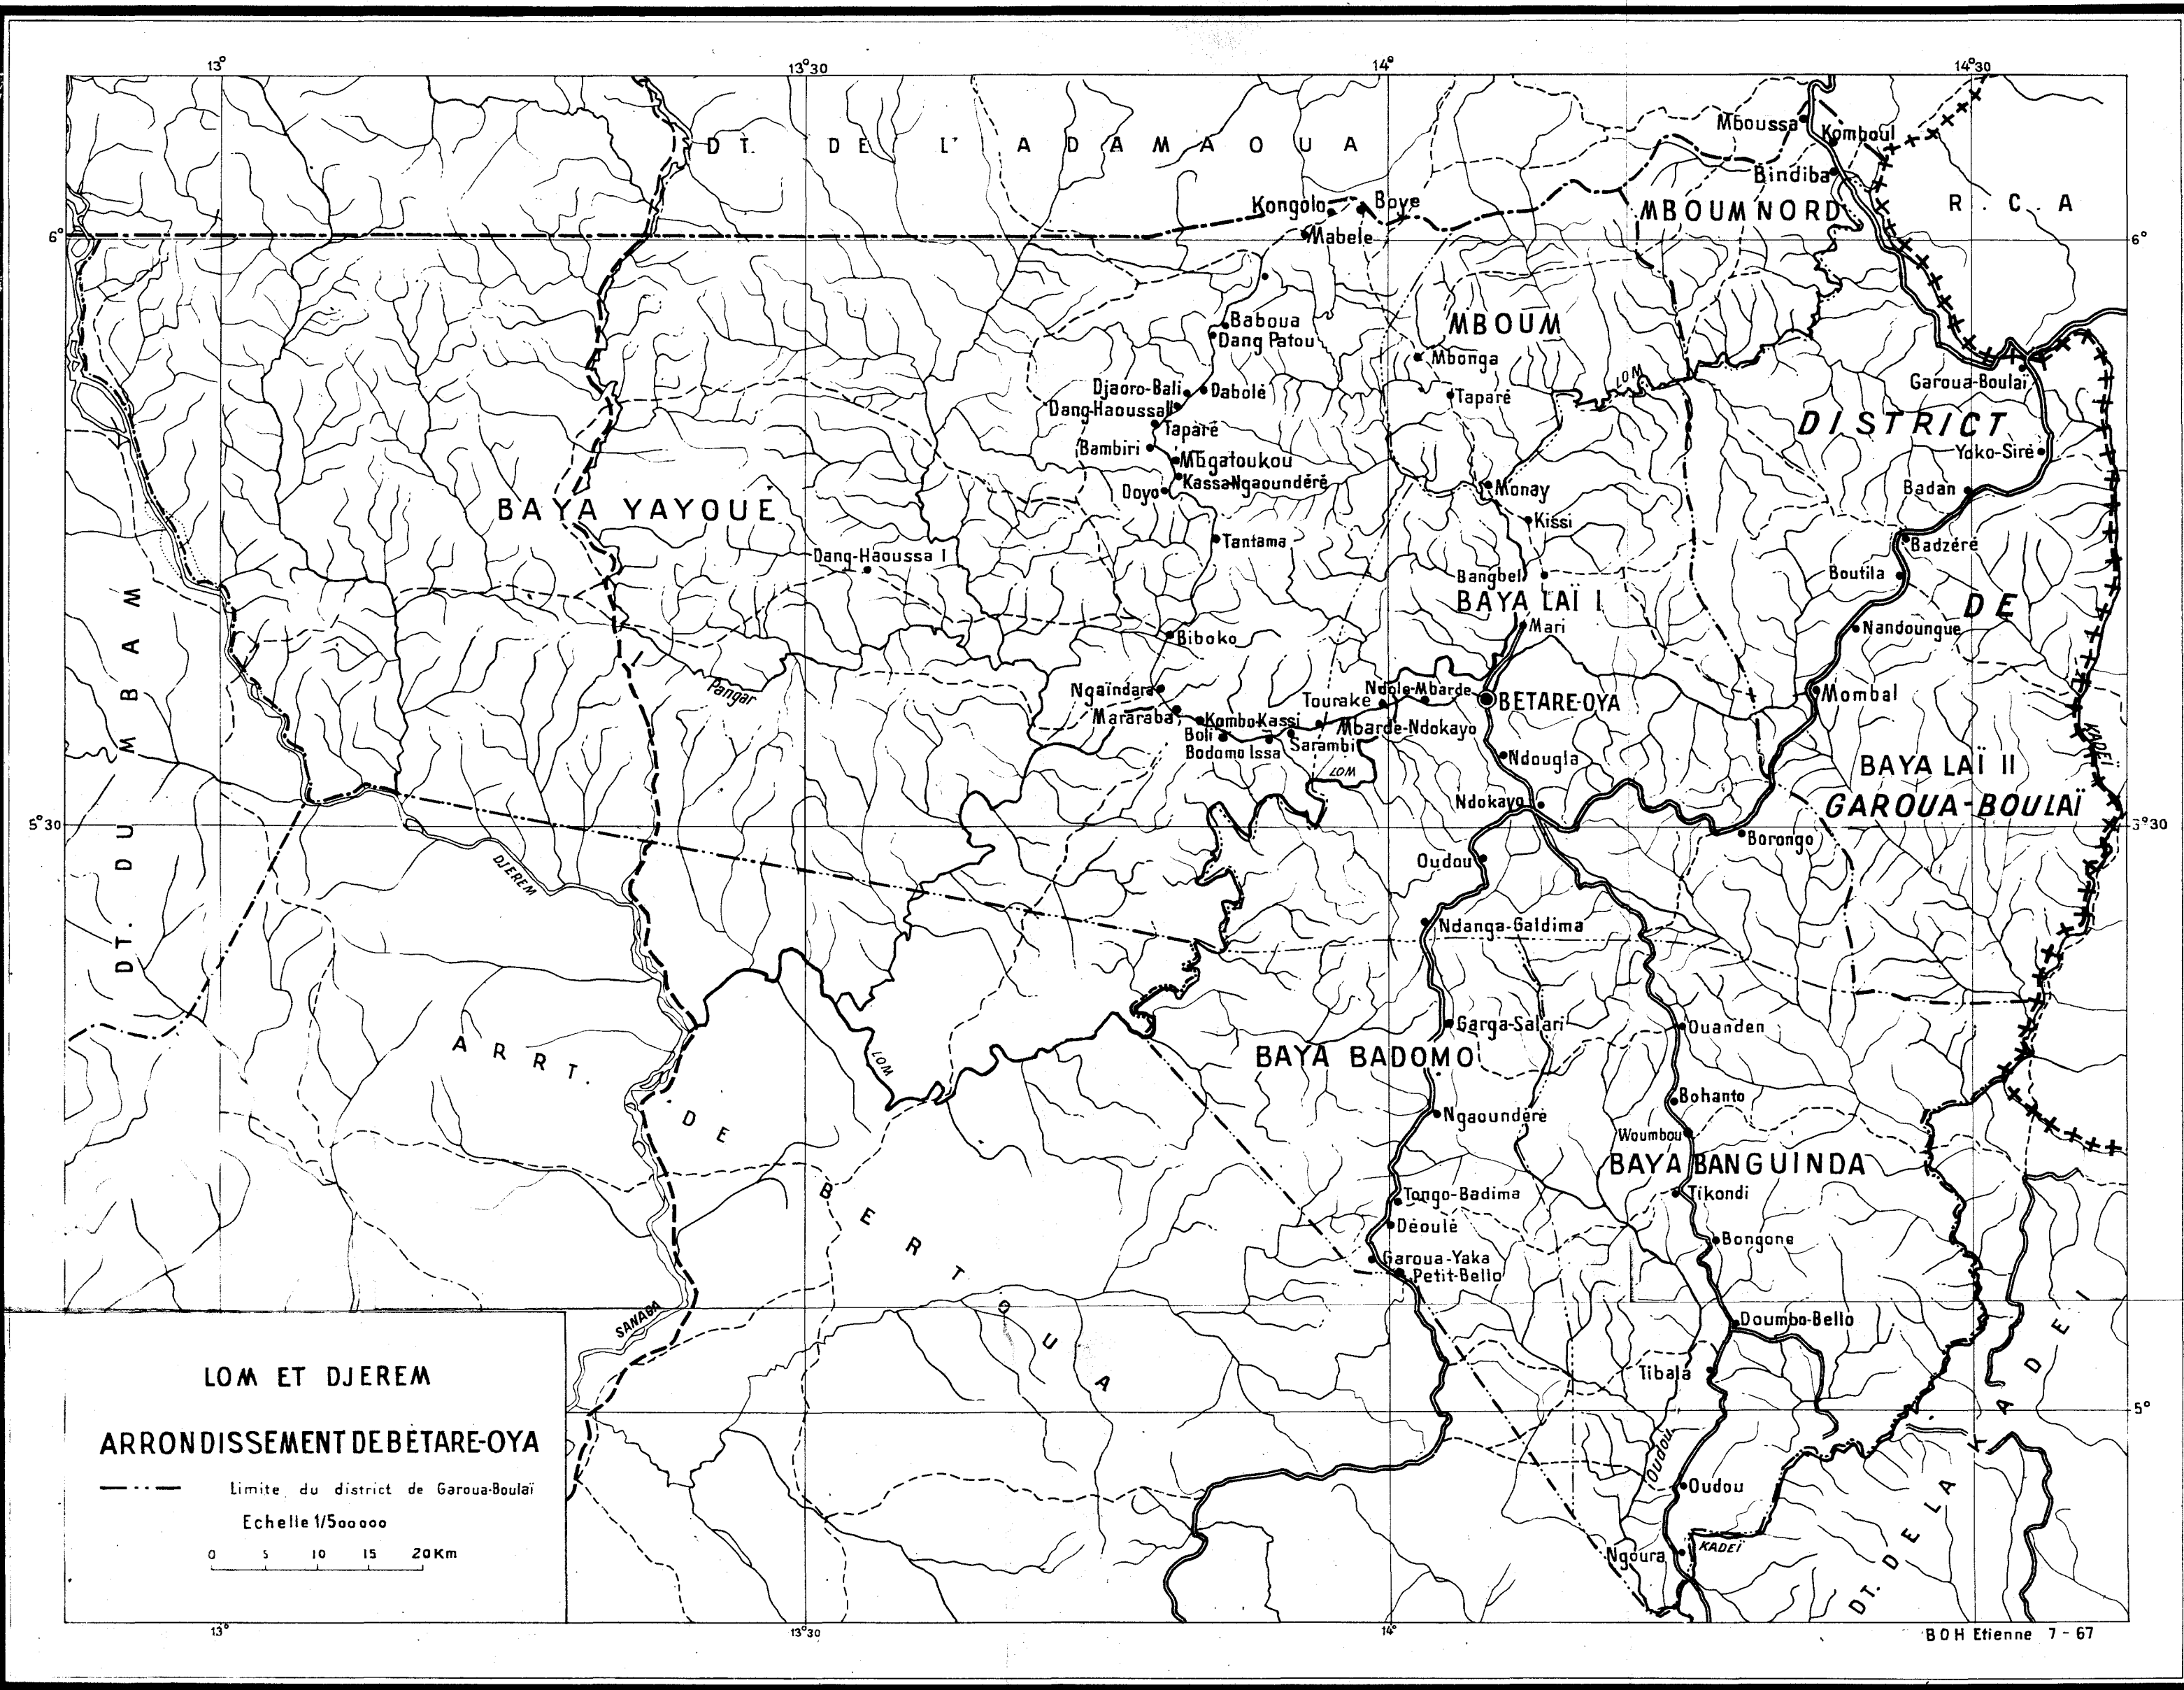 13°
13°30
14°
14°30
DT. DE L' ADAMAOUA
Mboussa
Komboul
Bindiba
MBOUM NORD
R.C.A
Kongolo
Boye
Mabele
6°
6°
Baboua
Dang Patou
MBOUM
Mbonga
LOM
Garoua-Boulaï
Djaoro-Bali
Dabolé
Taparé
Dang-Haoussa II
DISTRICT
Taparé
Bambiri
Yoko-Siré
Mbgatoukou
KassaNgaoundéré
Doyo
Monay
Badan
BAYA YAYOUE
Kissi
Tantama
Badzéré
Dang-Haoussa I
Bangbel
Boutila
BAYA LAÏ I
DE
Mari
Nandoungue
Biboko
DT. DU MBAM
Pangar
Ngaïndara
Ndole-Mbarde
Tourake
BETARE-OYA
Mombal
Mararaba
Kombo-Kassi
Mbarde-Ndokayo
Boli
Sarambi
Bodomo Issa
KADEÏ
Ndougla
LOM
BAYA LAÏ II
Ndokayo
GAROUA-BOULAÏ
5°30
5°30
Borongo
Oudou
DJEREM
Ndanga-Galdima
Garga-Salari
Ouanden
ARRT. DE BERTOUA
LOM
BAYA BADOMO
Bohanto
Ngaoundéré
Woumbou
BAYA BANGUINDA
Tongo-Badima
Tikondi
Déoulé
Bongone
Garoua-Yaka
Petit-Bello
SANAGA
Doumbo-Bello
Tibala
DT. DE LA KADEI
5°
Oudou
Oudou
Ngoura
KADEÏ
LOM ET DJEREM
ARRONDISSEMENT DE BÉTARE-OYA
Limite du district de Garoua-Boulaï
Echelle 1/500000
0 5 10 15 20Km
13°
13°30
14°
BOH Etienne 7-67